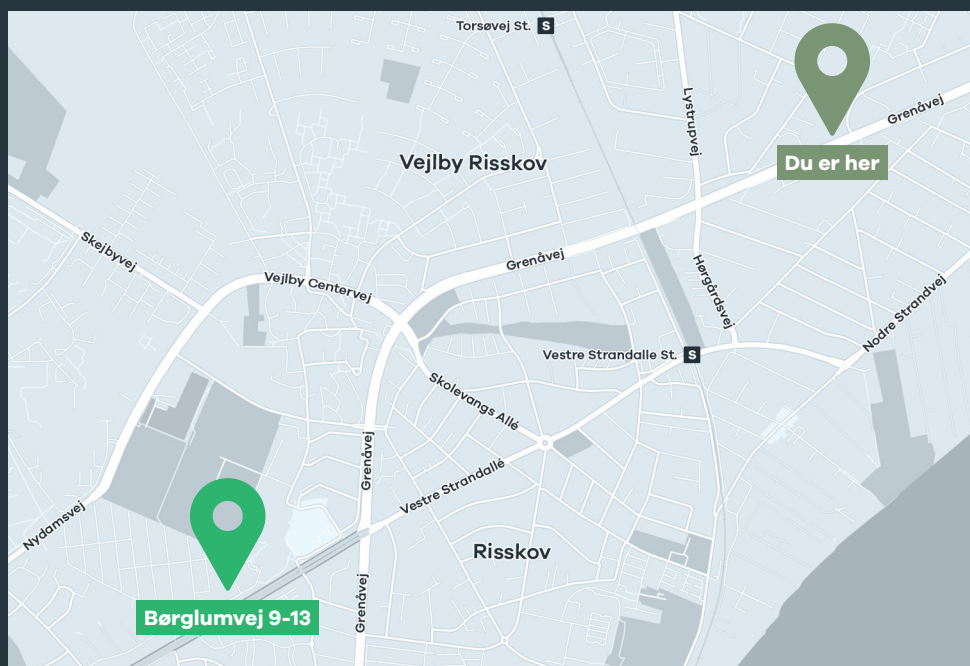 Torsøvej St. S
Lystrupvej
Grenåvej
Du er her
Vejlby Risskov
Skejbyvej
Grenåvej
Vejlby Centervej
Hørgårdsvej
Nodre Strandvej
Vestre Strandalle St. S
Skolevangs Allé
Grenåvej
Vestre Strandallé
Nydamsvej
Risskov
Grenåvej
Børglumvej 9-13